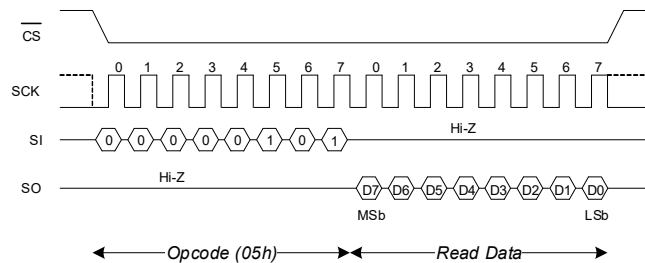 CS
0 1 2 3 4 5 6 7 0 1 2 3 4 5 6 7
SCK
Hi-Z
SI 0 0 0 0 0 1 0 1
Hi-Z
SO D7 D6 D5 D4 D3 D2 D1 D0
MSb LSb
Opcode (05h) Read Data